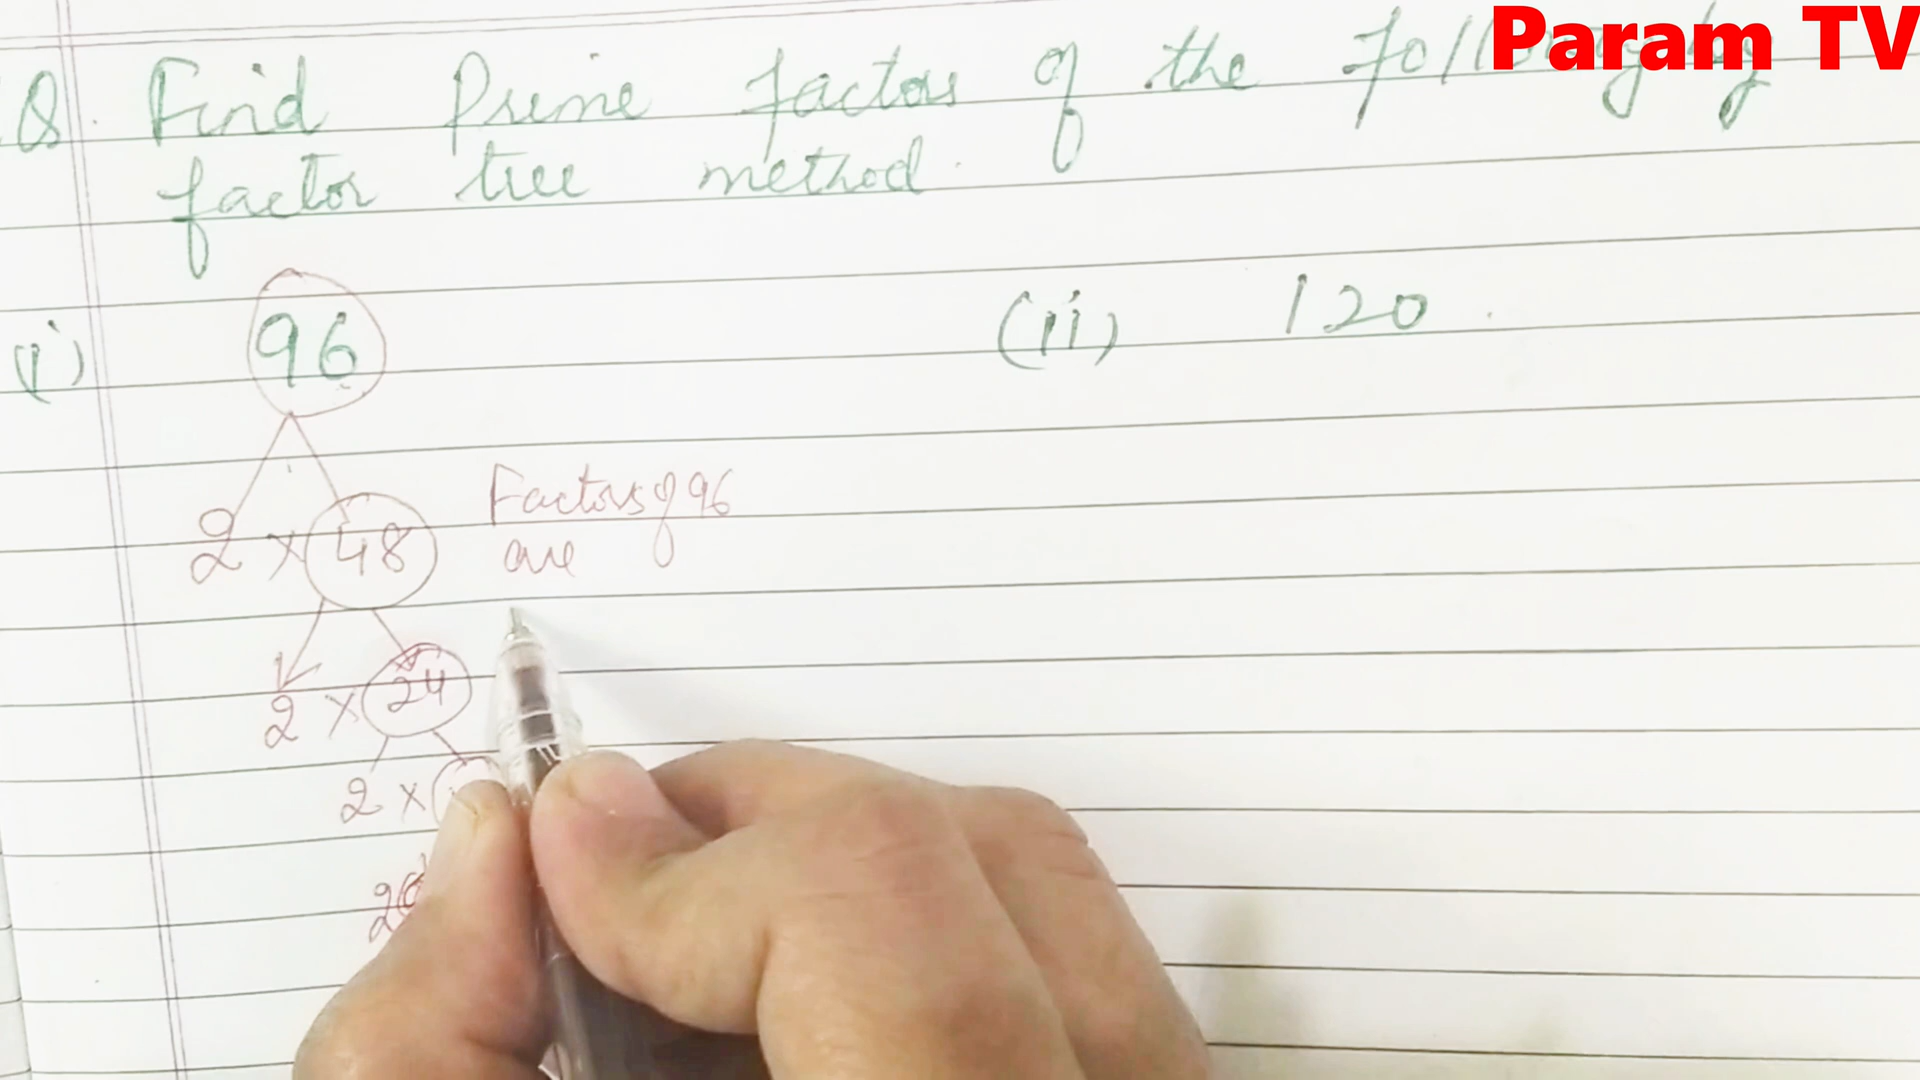 Param TV
Q. Find Prime factors of the following by
factor tree method.
(i) 96 (ii) 120.
Factors of 96
2 × 48 are
2 × 24
2 ×
2